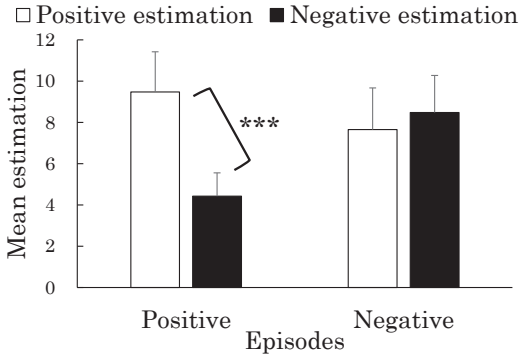 Positive estimation Negative estimation
12
10
8
6
4
2
0
Mean estimation
***
Positive Negative
Episodes